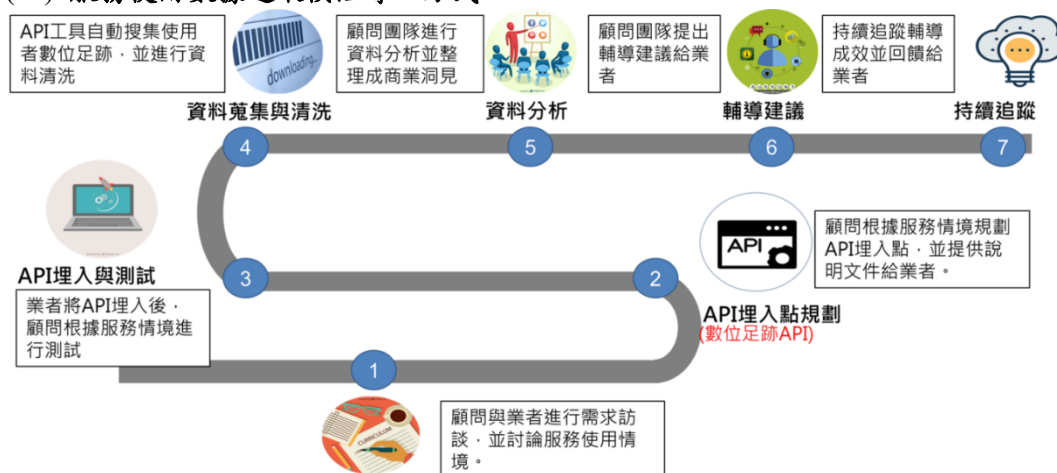 API工具自動搜集使用
者數位足跡，並進行資
料清洗
downloading...
顧問團隊進行
資料分析並整
理成商業洞見
顧問團隊提出
輔導建議給業
者
持續追蹤輔導
成效並回饋給
業者
資料蒐集與清洗
資料分析
輔導建議
持續追蹤
4
5
6
7
API
顧問根據服務情境規劃
API埋入點，並提供說
明文件給業者。
API埋入與測試
3
2
業者將API埋入後，
顧問根據服務情境進
行測試
API埋入點規劃
(數位足跡API)
1
CURRICULUM
顧問與業者進行需求訪
談，並討論服務使用情
境。